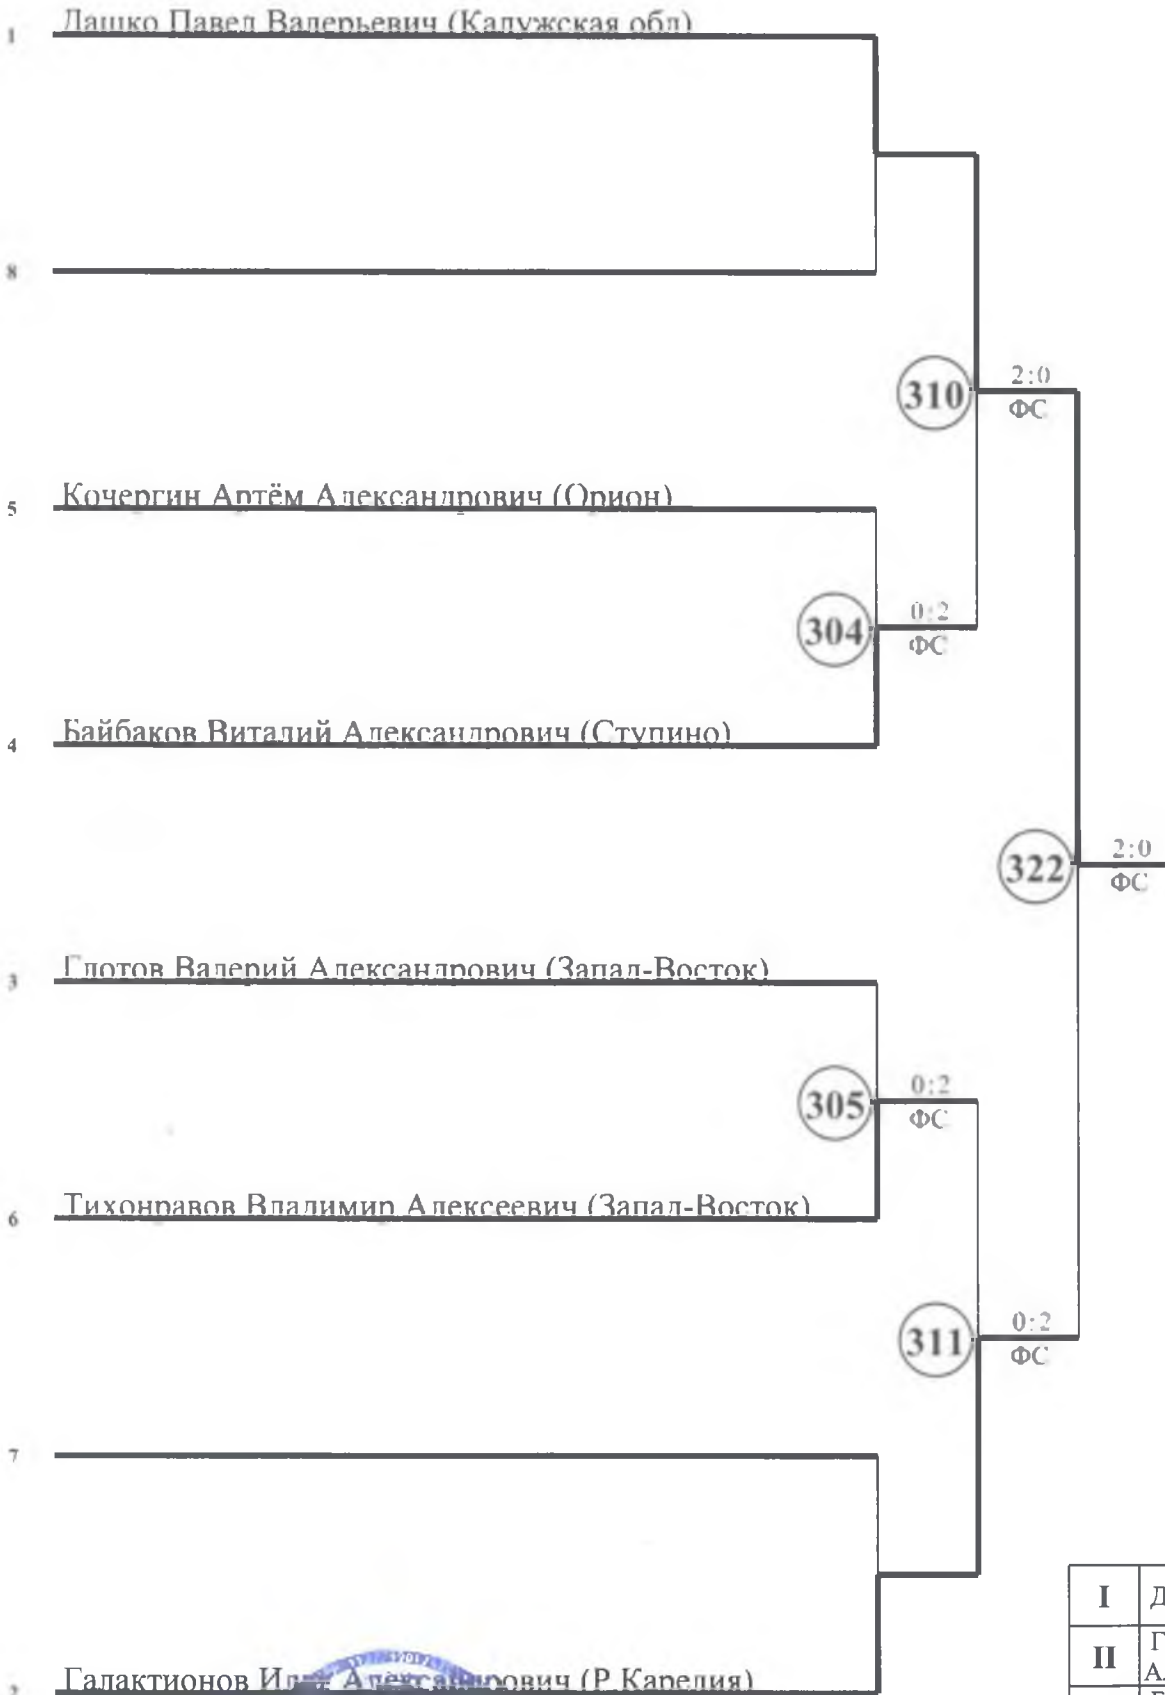 1 Дашко Павел Валерьевич (Калужская обл)
8
310 2:0
ФС
5 Кочергин Артём Александрович (Орион)
304 0:2
ФС
4 Байбаков Виталий Александрович (Ступино)
322 2:0
ФС
3 Глотов Валерий Александрович (Запад-Восток)
305 0:2
ФС
6 Тихонравов Владимир Алексеевич (Запад-Восток)
311 0:2
ФС
7
I Д
II Г
А
2 Галактионов Александрович (Р.Карелия)